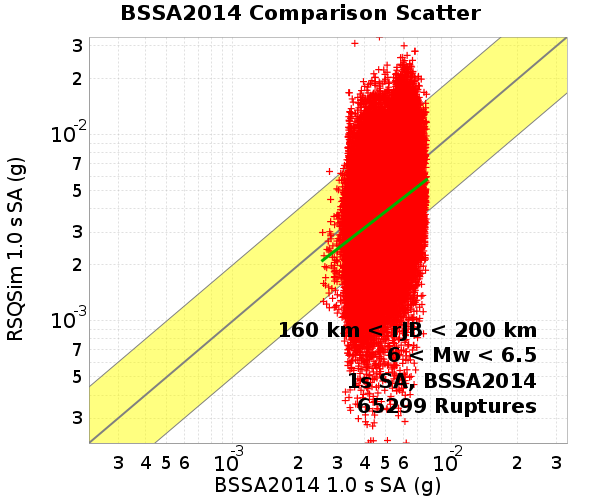 BSSA2014 Comparison Scatter
RSQSim 1.0 s SA (g)
3
2
10⁻²
7
5
3
2
10⁻³
7
5
3
160 km < rJB < 200 km
6 < Mw < 6.5
1s SA, BSSA2014
65299 Ruptures
3 4 5 6 10⁻³ 2 3 4 5 6 10⁻² 2 3
BSSA2014 1.0 s SA (g)